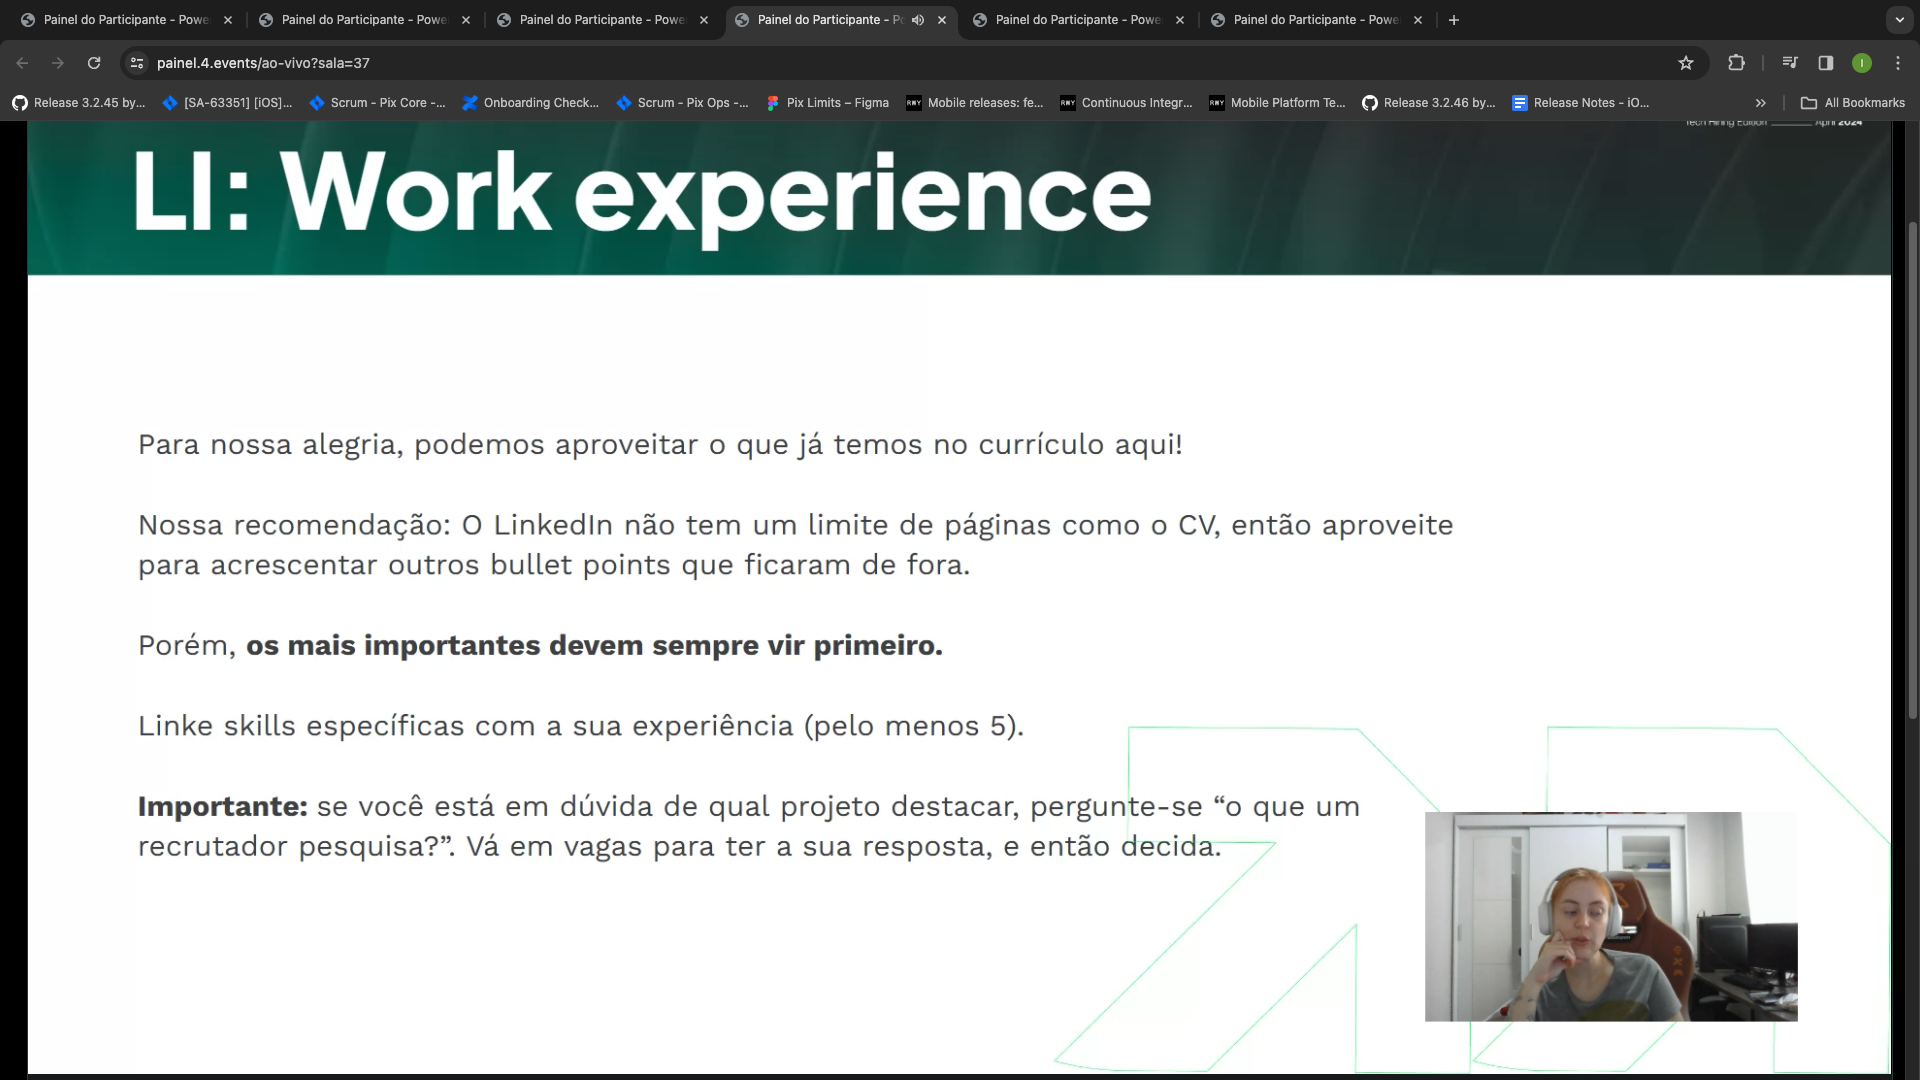 Painel do Participante - Powe
Painel do Participante - Powe
Painel do Participante - Powe
Painel do Participante - Po
Painel do Participante - Powe
Painel do Participante - Powe
painel.4.events/ao-vivo?sala=37
I
Release 3.2.45 by...
[SA-63351] [iOS]...
Scrum - Pix Core -...
Onboarding Check...
Scrum - Pix Ops -...
Pix Limits – Figma
Mobile releases: fe...
Continuous Integr...
Mobile Platform Te...
Release 3.2.46 by...
Release Notes - iO...
All Bookmarks
Tech Hiring Edition April 2024
LI: Work experience
Para nossa alegria, podemos aproveitar o que já temos no currículo aqui!
Nossa recomendação: O LinkedIn não tem um limite de páginas como o CV, então aproveite
para acrescentar outros bullet points que ficaram de fora.
Porém, os mais importantes devem sempre vir primeiro.
Linke skills específicas com a sua experiência (pelo menos 5).
Importante: se você está em dúvida de qual projeto destacar, pergunte-se “o que um
recrutador pesquisa?”. Vá em vagas para ter a sua resposta, e então decida.